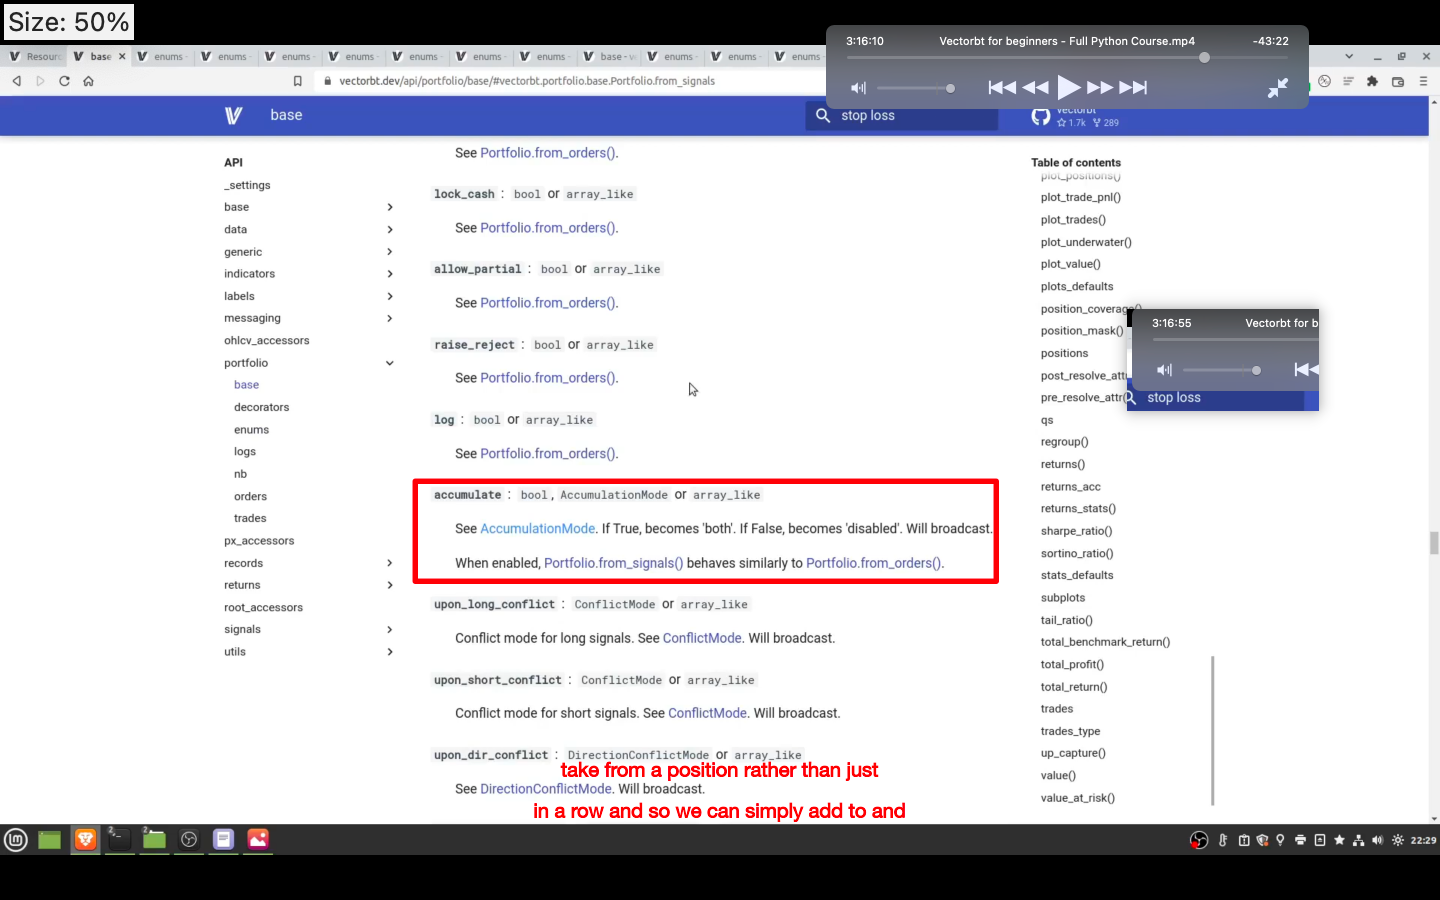 Size: 50%
3:16:10 Vectorbt for beginners - Full Python Course.mp4 -43:22
Resourc base enums enums enums enums enums enums base - v enums enums enums
vectorbt.dev/api/portfolio/base/#vectorbt.portfolio.base.Portfolio.from_signals
base
stop loss
vectorbt
1.7k 289
API
_settings
base
data
generic
indicators
labels
messaging
ohlcv_accessors
portfolio
base
decorators
enums
logs
nb
orders
trades
px_accessors
records
returns
root_accessors
signals
utils
See Portfolio.from_orders().
lock_cash : bool or array_like
See Portfolio.from_orders().
allow_partial : bool or array_like
See Portfolio.from_orders().
raise_reject : bool or array_like
See Portfolio.from_orders().
log : bool or array_like
See Portfolio.from_orders().
accumulate : bool, AccumulationMode or array_like
See AccumulationMode. If True, becomes 'both'. If False, becomes 'disabled'. Will broadcast.
When enabled, Portfolio.from_signals() behaves similarly to Portfolio.from_orders().
upon_long_conflict : ConflictMode or array_like
Conflict mode for long signals. See ConflictMode. Will broadcast.
upon_short_conflict : ConflictMode or array_like
Conflict mode for short signals. See ConflictMode. Will broadcast.
upon_dir_conflict : DirectionConflictMode or array_like
See DirectionConflictMode. Will broadcast.
take from a position rather than just
in a row and so we can simply add to and
Table of contents
plot_positions()
plot_trade_pnl()
plot_trades()
plot_underwater()
plot_value()
plots_defaults
position_coverage()
position_mask()
positions
post_resolve_att
pre_resolve_attr
qs
regroup()
returns()
returns_acc
returns_stats()
sharpe_ratio()
sortino_ratio()
stats_defaults
subplots
tail_ratio()
total_benchmark_return()
total_profit()
total_return()
trades
trades_type
up_capture()
value()
value_at_risk()
3:16:55 Vectorbt for b
stop loss
22:29